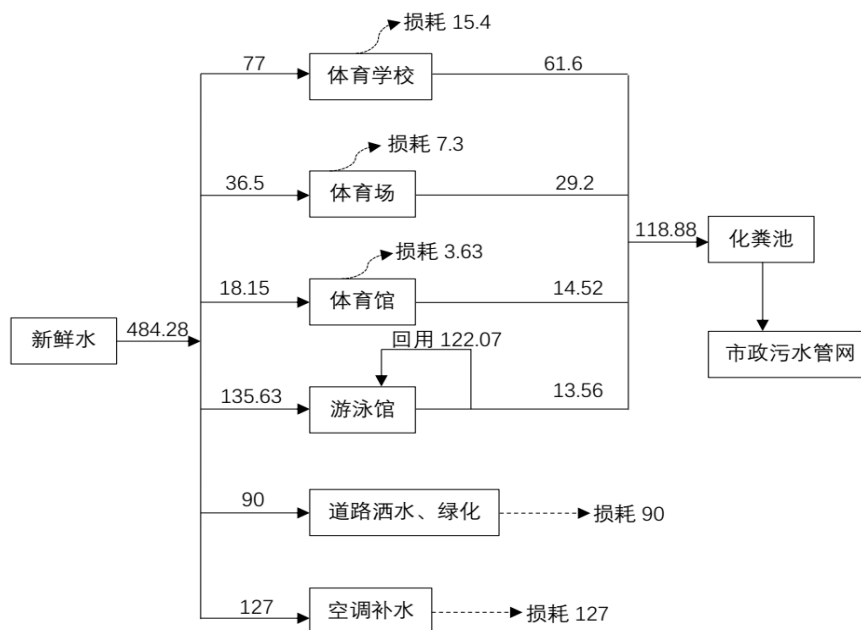 损耗 15.4
77
体育学校
61.6
损耗 7.3
36.5
体育场
29.2
118.88
化粪池
损耗 3.63
18.15
体育馆
14.52
新鲜水
484.28
回用 122.07
市政污水管网
135.63
游泳馆
13.56
90
道路洒水、绿化
损耗 90
127
空调补水
损耗 127